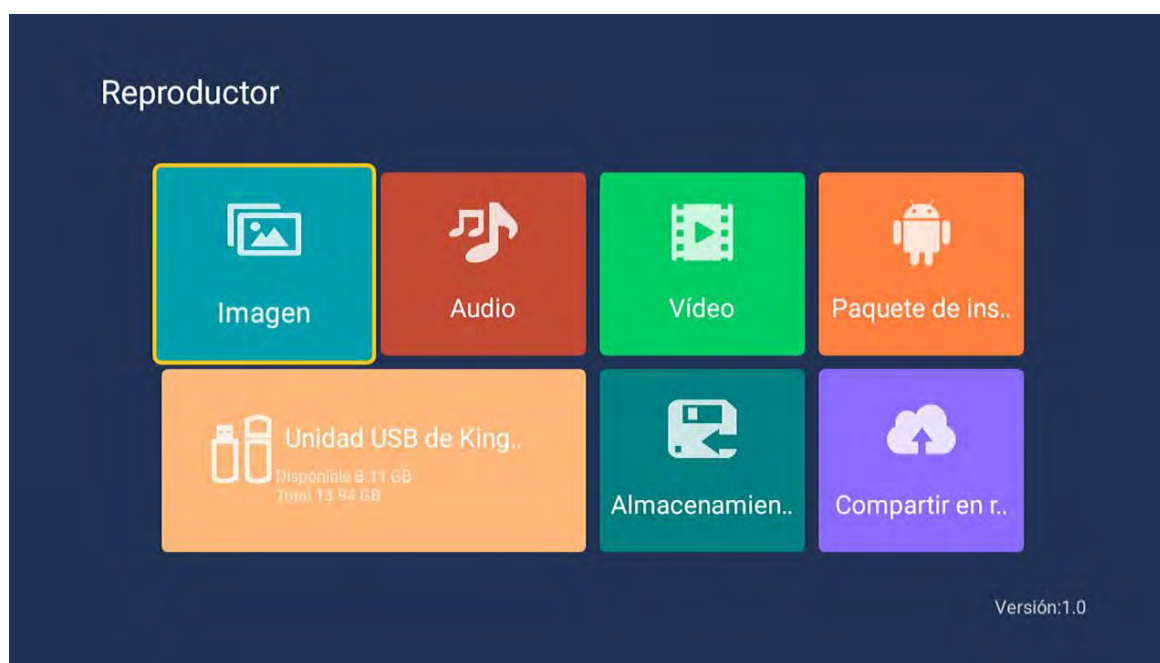 Reproductor
Imagen
Audio
Vídeo
Paquete de ins..
Unidad USB de King..
Disponible 8.11 GB
Total 13.94 GB
Almacenamien..
Compartir en r..
Versión:1.0